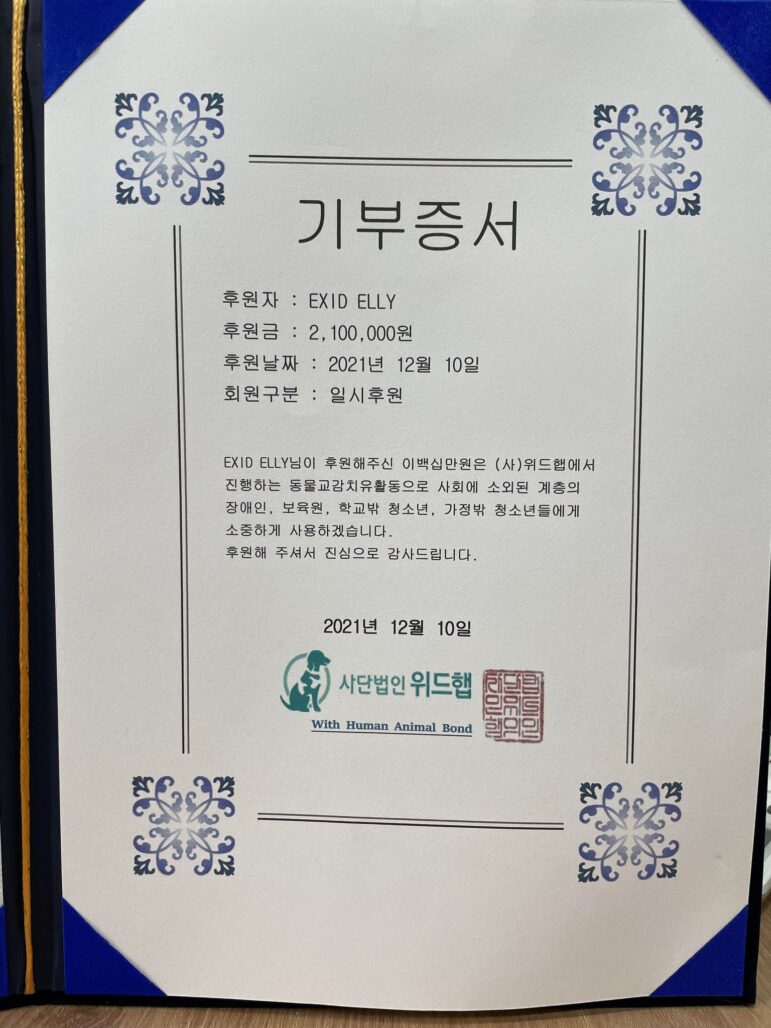 기부증서
후원자 : EXID ELLY
후원금 : 2,100,000원
후원날짜 : 2021년 12월 10일
회원구분 : 일시후원
EXID ELLY님이 후원해주신 이백십만원은 (사)위드햅에서
진행하는 동물교감치유활동으로 사회에 소외된 계층의
장애인, 보육원, 학교밖 청소년, 가정밖 청소년들에게
소중하게 사용하겠습니다.
후원해 주셔서 진심으로 감사드립니다.
2021년 12월 10일
사단법인 위드햅
With Human Animal Bond